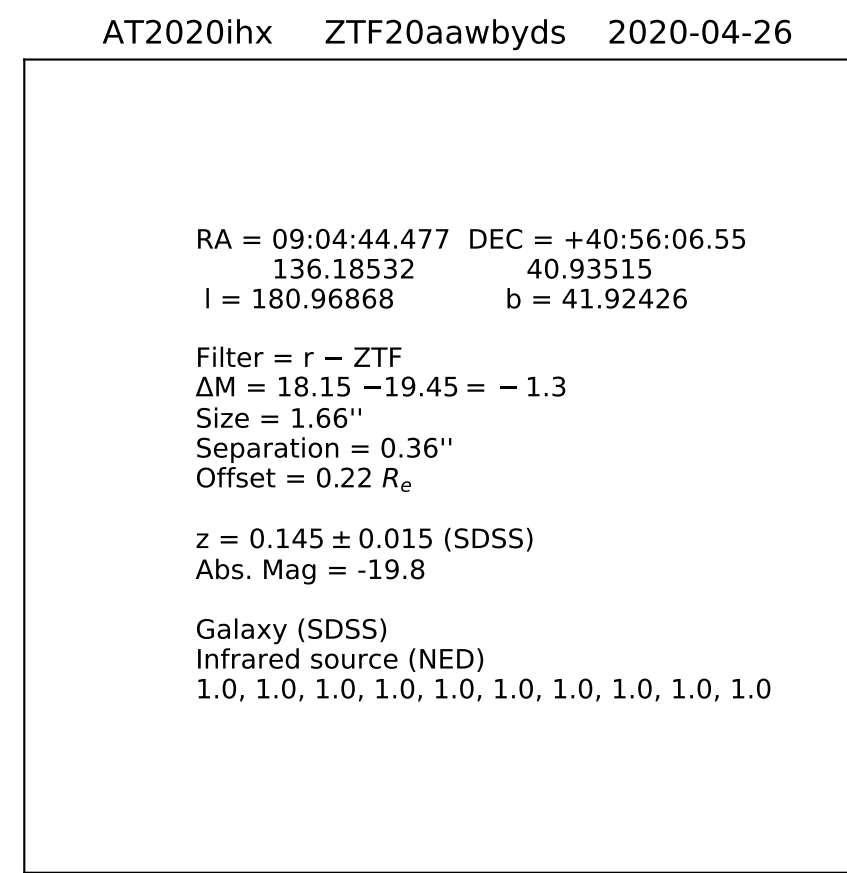 AT2020ihx ZTF20aawbyds 2020-04-26
RA = 09:04:44.477 DEC = +40:56:06.55
136.18532 40.93515
l = 180.96868 b = 41.92426
Filter = r − ZTF
ΔM = 18.15 −19.45 = − 1.3
Size = 1.66''
Separation = 0.36''
Offset = 0.22 Re
z = 0.145 ± 0.015 (SDSS)
Abs. Mag = -19.8
Galaxy (SDSS)
Infrared source (NED)
1.0, 1.0, 1.0, 1.0, 1.0, 1.0, 1.0, 1.0, 1.0, 1.0